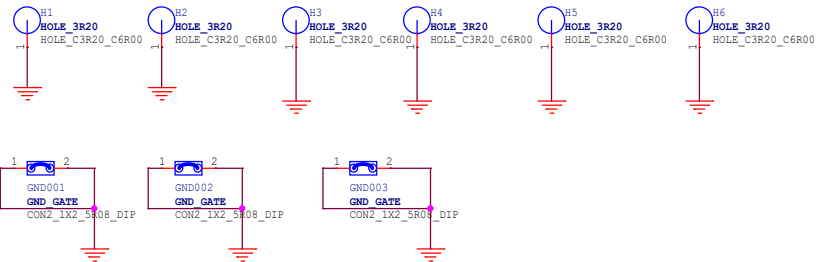 H1
HOLE_3R20
HOLE_C3R20_C6R00
1
H2
HOLE_3R20
HOLE_C3R20_C6R00
1
H3
HOLE_3R20
HOLE_C3R20_C6R00
1
H4
HOLE_3R20
HOLE_C3R20_C6R00
1
H5
HOLE_3R20
HOLE_C3R20_C6R00
1
H6
HOLE_3R20
HOLE_C3R20_C6R00
1
1 2
GND001
GND_GATE
CON2_1X2_5R08_DIP
1 2
GND002
GND_GATE
CON2_1X2_5R08_DIP
1 2
GND003
GND_GATE
CON2_1X2_5R08_DIP